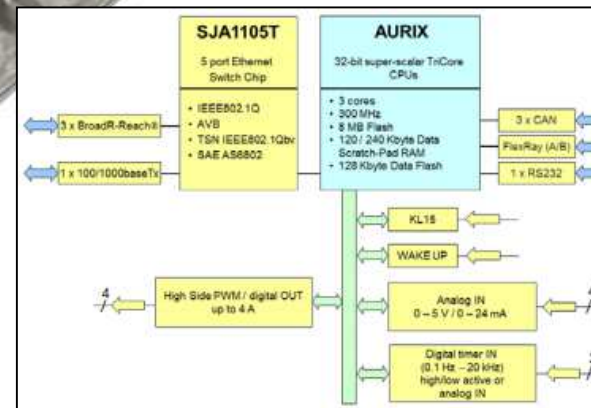 SJA1105T
5 port Ethernet
Switch Chip
• IEEE802.1Q
• AVB
• TSN IEEE802.1Qbv
• SAE AS6802
AURIX
32-bit super-scalar TriCore
CPUs
• 3 cores
• 300 MHz
• 8 MB Flash
• 120 / 240 Kbyte Data
Scratch-Pad RAM
• 128 Kbyte Data Flash
3 x BroadR-Reach®
1 x 100/1000baseTx
3 x CAN
FlexRay (A/B)
1 x RS232
KL15
WAKE UP
4
High Side PWM / digital OUT
up to 4 A
Analog IN
0 – 5 V / 0 – 24 mA
Digital timer IN
(0.1 Hz – 20 kHz)
high/low active or
analog IN